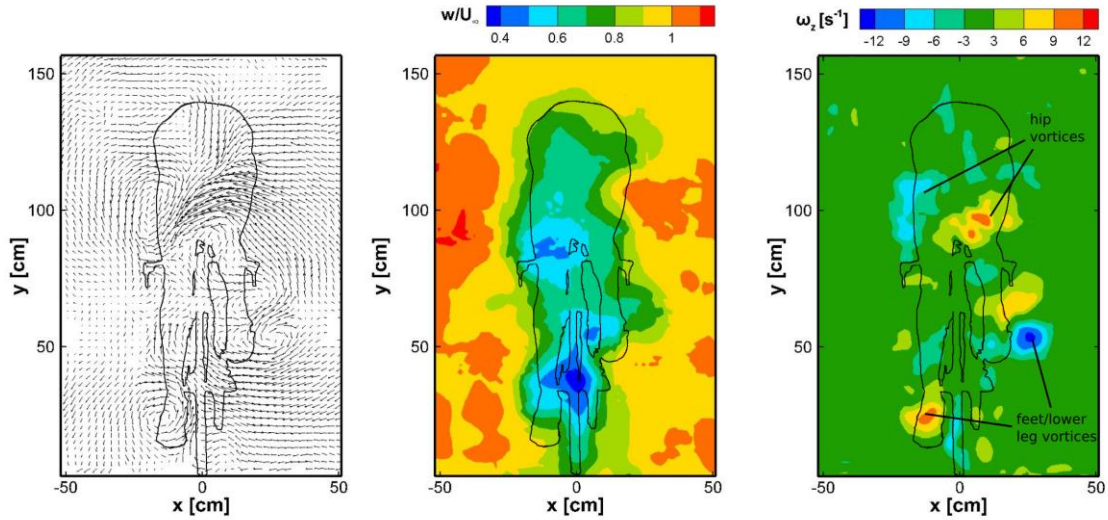 w/U∞
0.4 0.6 0.8 1
ωz [s-1]
-12 -9 -6 -3 3 6 9 12
150
100
50
y [cm]
-50 0 50
x [cm]
150
100
50
y [cm]
-50 0 50
x [cm]
150
100
50
y [cm]
hip
vortices
feet/lower
leg vortices
-50 0 50
x [cm]